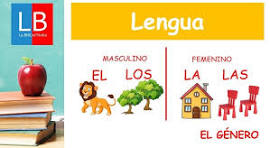 LB
Lengua
MASCULINO
FEMENINO
EL LOS
LA LAS
EL GÉNERO